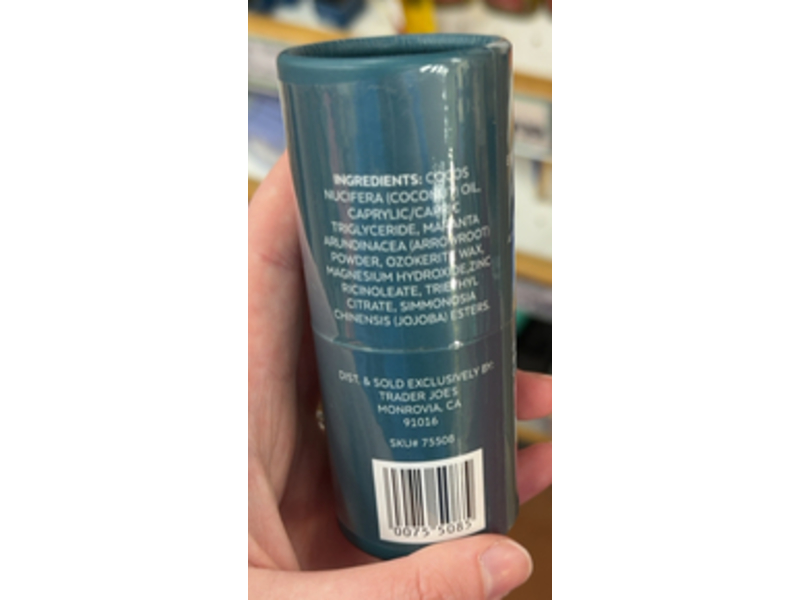 INGREDIENTS: COCOS
NUCIFERA (COCONUT) OIL,
CAPRYLIC/CAPRIC
TRIGLYCERIDE, MARANTA
ARUNDINACEA (ARROWROOT)
POWDER, OZOKERITE WAX,
MAGNESIUM HYDROXIDE,ZINC
RICINOLEATE, TRIETHYL
CITRATE, SIMMONDSIA
CHINENSIS (JOJOBA) ESTERS.
DIST. & SOLD EXCLUSIVELY BY:
TRADER JOE'S
MONROVIA, CA
91016
SKU# 75508
0075 5085